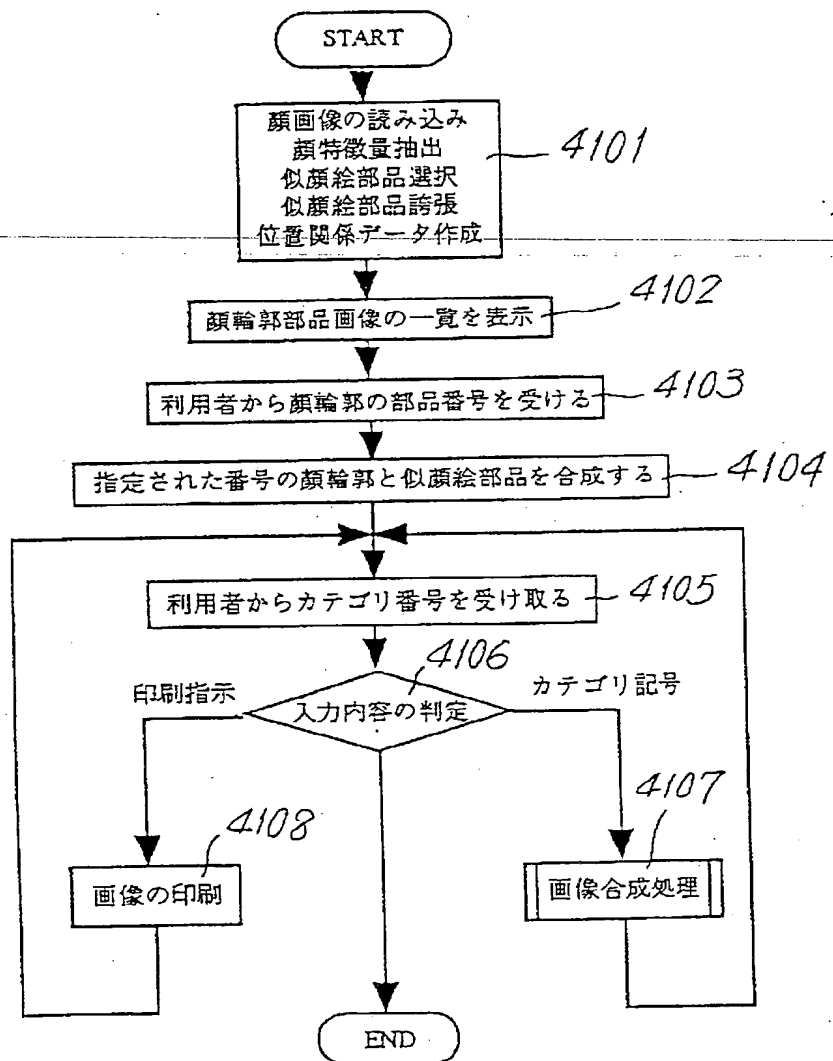 START
顔画像の読み込み
顔特徴量抽出
似顔絵部品選択
似顔絵部品誇張
位置関係データ作成
4101
顔輪郭部品画像の一覧を表示
4102
利用者から顔輪郭の部品番号を受ける
4103
指定された番号の顔輪郭と似顔絵部品を合成する
4104
利用者からカテゴリ番号を受け取る
4105
4106
印刷指示
入力内容の判定
カテゴリ記号
4108
4107
画像の印刷
画像合成処理
END